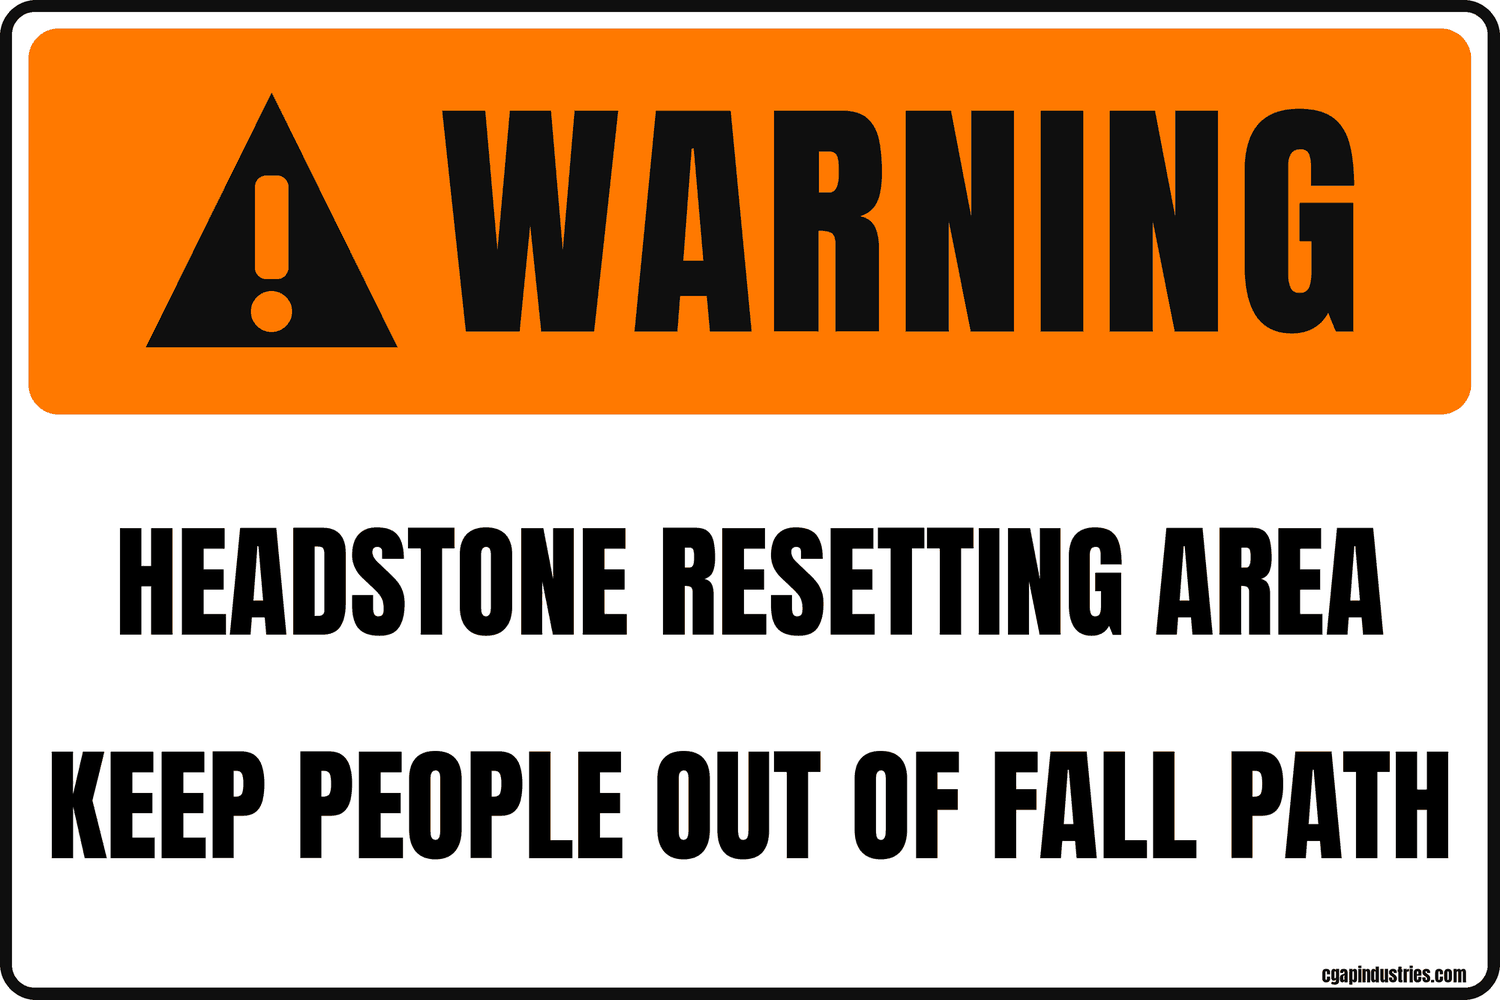 WARNING
HEADSTONE RESETTING AREA
KEEP PEOPLE OUT OF FALL PATH
cgapindustries.com